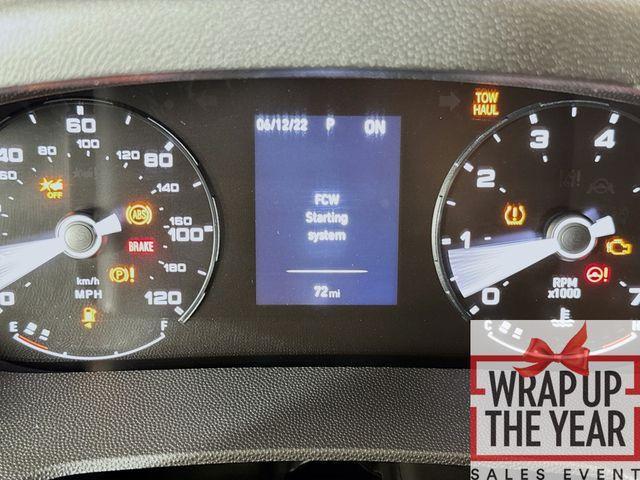 06/12/22 P ON
FCW
Starting
system
72 mi
40 60 80
60 80 100 120 140
160
100
180
120
km/h
MPH
OFF
ABS
BRAKE
P !
E F
TOW
HAUL
0 1 2 3 4 7
RPM
x1000
C
WRAP UP
THE YEAR
SALES EVENT